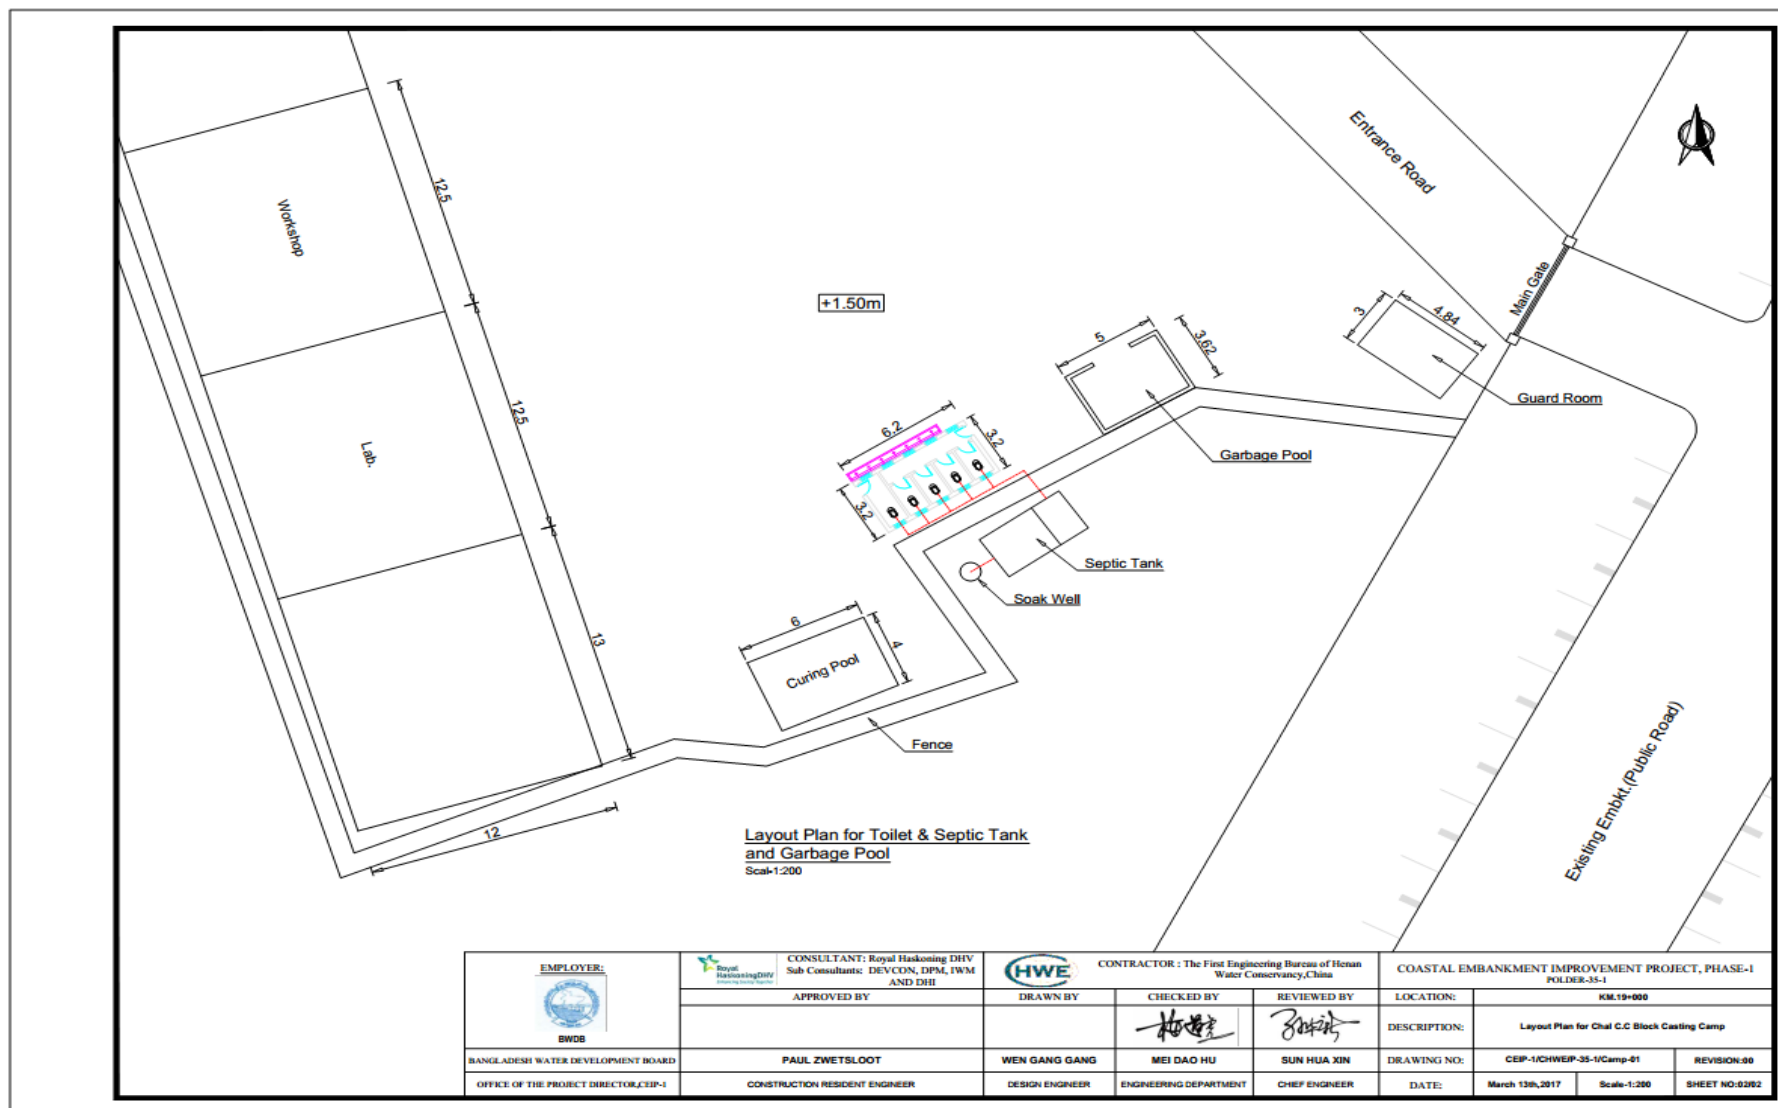 Entrance Road
Main Gate
12.5
Workshop
+1.50m
3
4.84
5
3.62
Guard Room
12.5
Lab.
6.2
3.2
Garbage Pool
3.2
Septic Tank
Soak Well
13
6
4
Curing Pool
Fence
12
Existing Embkt.(Public Road)
Layout Plan for Toilet & Septic Tank
and Garbage Pool
Scal-1:200
EMPLOYER:
BWDB
BANGLADESH WATER DEVELOPMENT BOARD
OFFICE OF THE PROJECT DIRECTOR,CEIP-1
Royal
HaskoningDHV
Enhancing Society Together
CONSULTANT: Royal Haskoning DHV
Sub Consultants: DEVCON, DPM, IWM
AND DHI
APPROVED BY
PAUL ZWETSLOOT
CONSTRUCTION RESIDENT ENGINEER
HWE
CONTRACTOR : The First Engineering Bureau of Henan
Water Conservancy,China
DRAWN BY
CHECKED BY
REVIEWED BY
WEN GANG GANG
MEI DAO HU
SUN HUA XIN
DESIGN ENGINEER
ENGINEERING DEPARTMENT
CHIEF ENGINEER
COASTAL EMBANKMENT IMPROVEMENT PROJECT, PHASE-1
POLDER-35-1
LOCATION:
KM.19+000
DESCRIPTION:
Layout Plan for Chal C.C Block Casting Camp
DRAWING NO:
CEIP-1/CHWE/P-35-1/Camp-01
REVISION:00
DATE:
March 13th,2017
Scale-1:200
SHEET NO:02/02